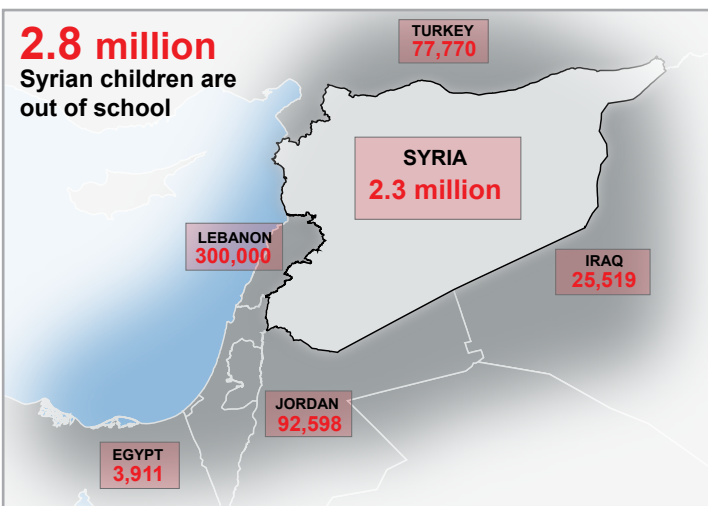 2.8 million
Syrian children are
out of school
TURKEY
77,770
SYRIA
2.3 million
LEBANON
300,000
IRAQ
25,519
JORDAN
92,598
EGYPT
3,911